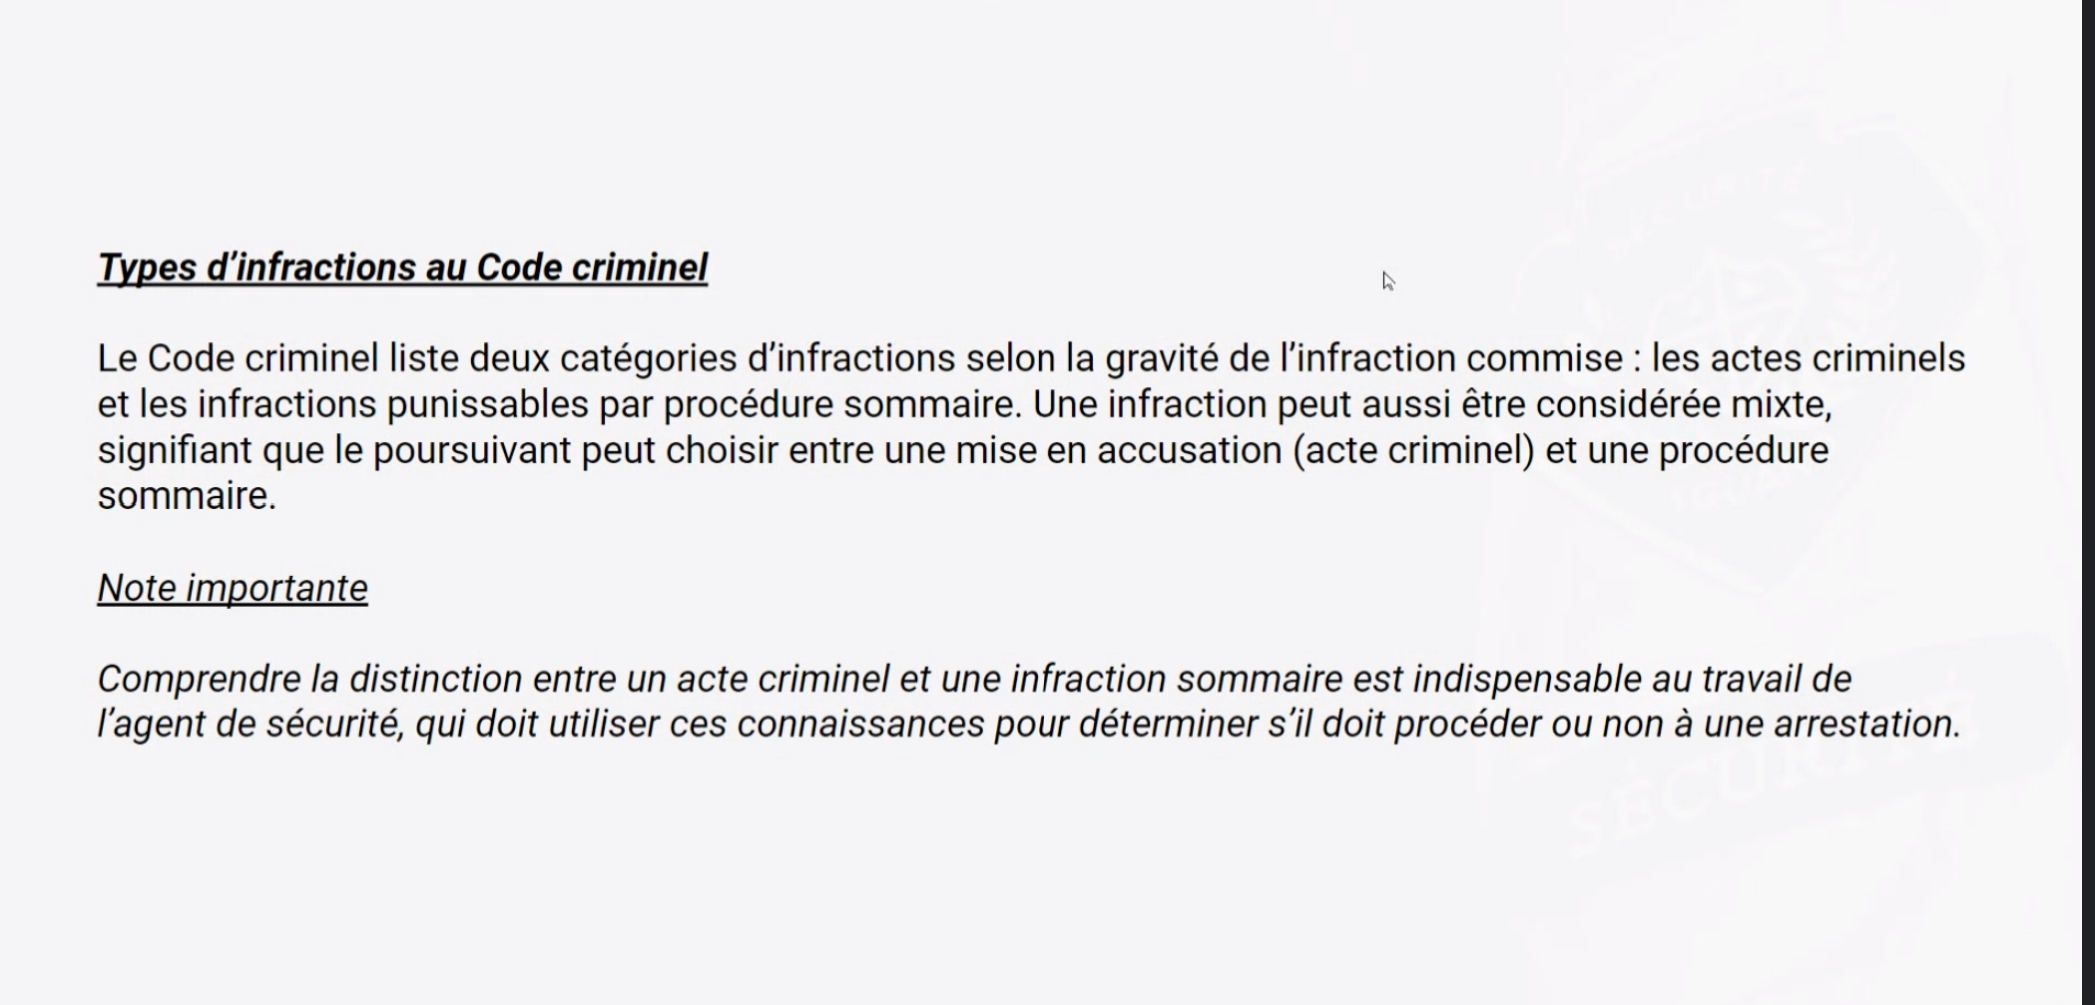 Types d’infractions au Code criminel
Le Code criminel liste deux catégories d’infractions selon la gravité de l’infraction commise : les actes criminels
et les infractions punissables par procédure sommaire. Une infraction peut aussi être considérée mixte,
signifiant que le poursuivant peut choisir entre une mise en accusation (acte criminel) et une procédure
sommaire.
Note importante
Comprendre la distinction entre un acte criminel et une infraction sommaire est indispensable au travail de
l’agent de sécurité, qui doit utiliser ces connaissances pour déterminer s’il doit procéder ou non à une arrestation.
SÉCURITÉ
SÉCURITÉ